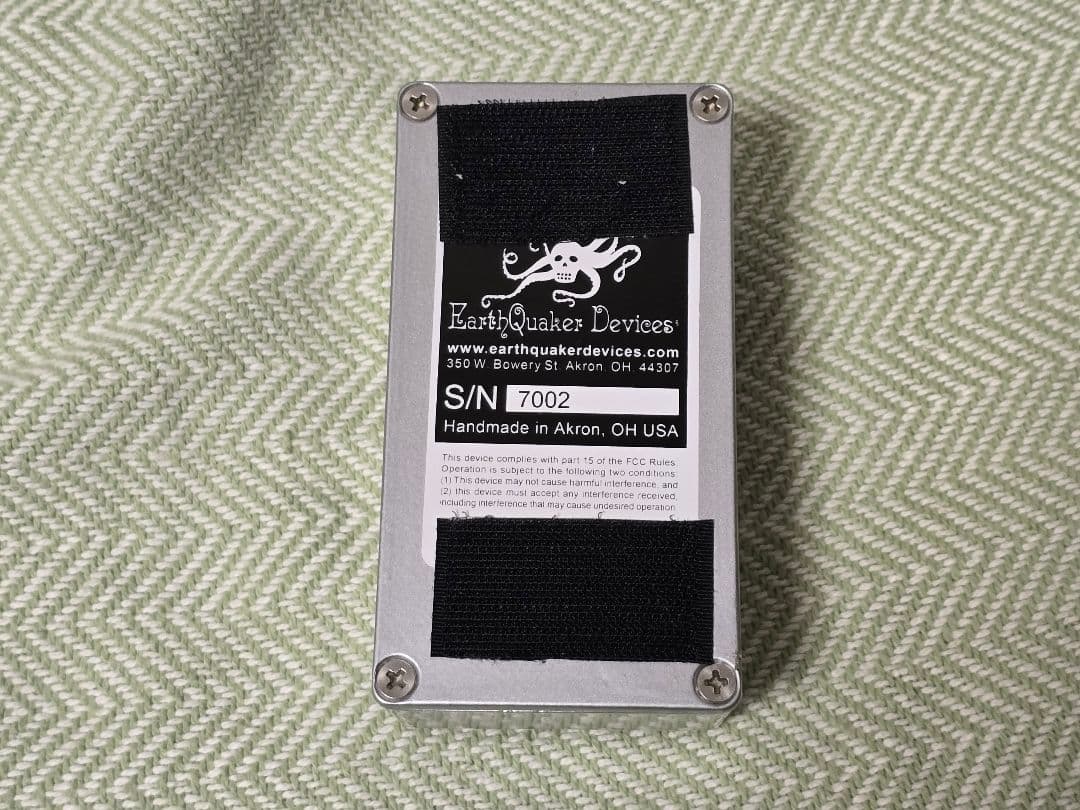 EarthQuaker Devices
www.earthquakerdevices.com
350 W. Bowery St. Akron, OH. 44307
S/N 7002
Handmade in Akron, OH USA
This device complies with part 15 of the FCC Rules.
Operation is subject to the following two conditions:
(1) This device may not cause harmful interference, and
(2) this device must accept any interference received,
including interference that may cause undesired operation.